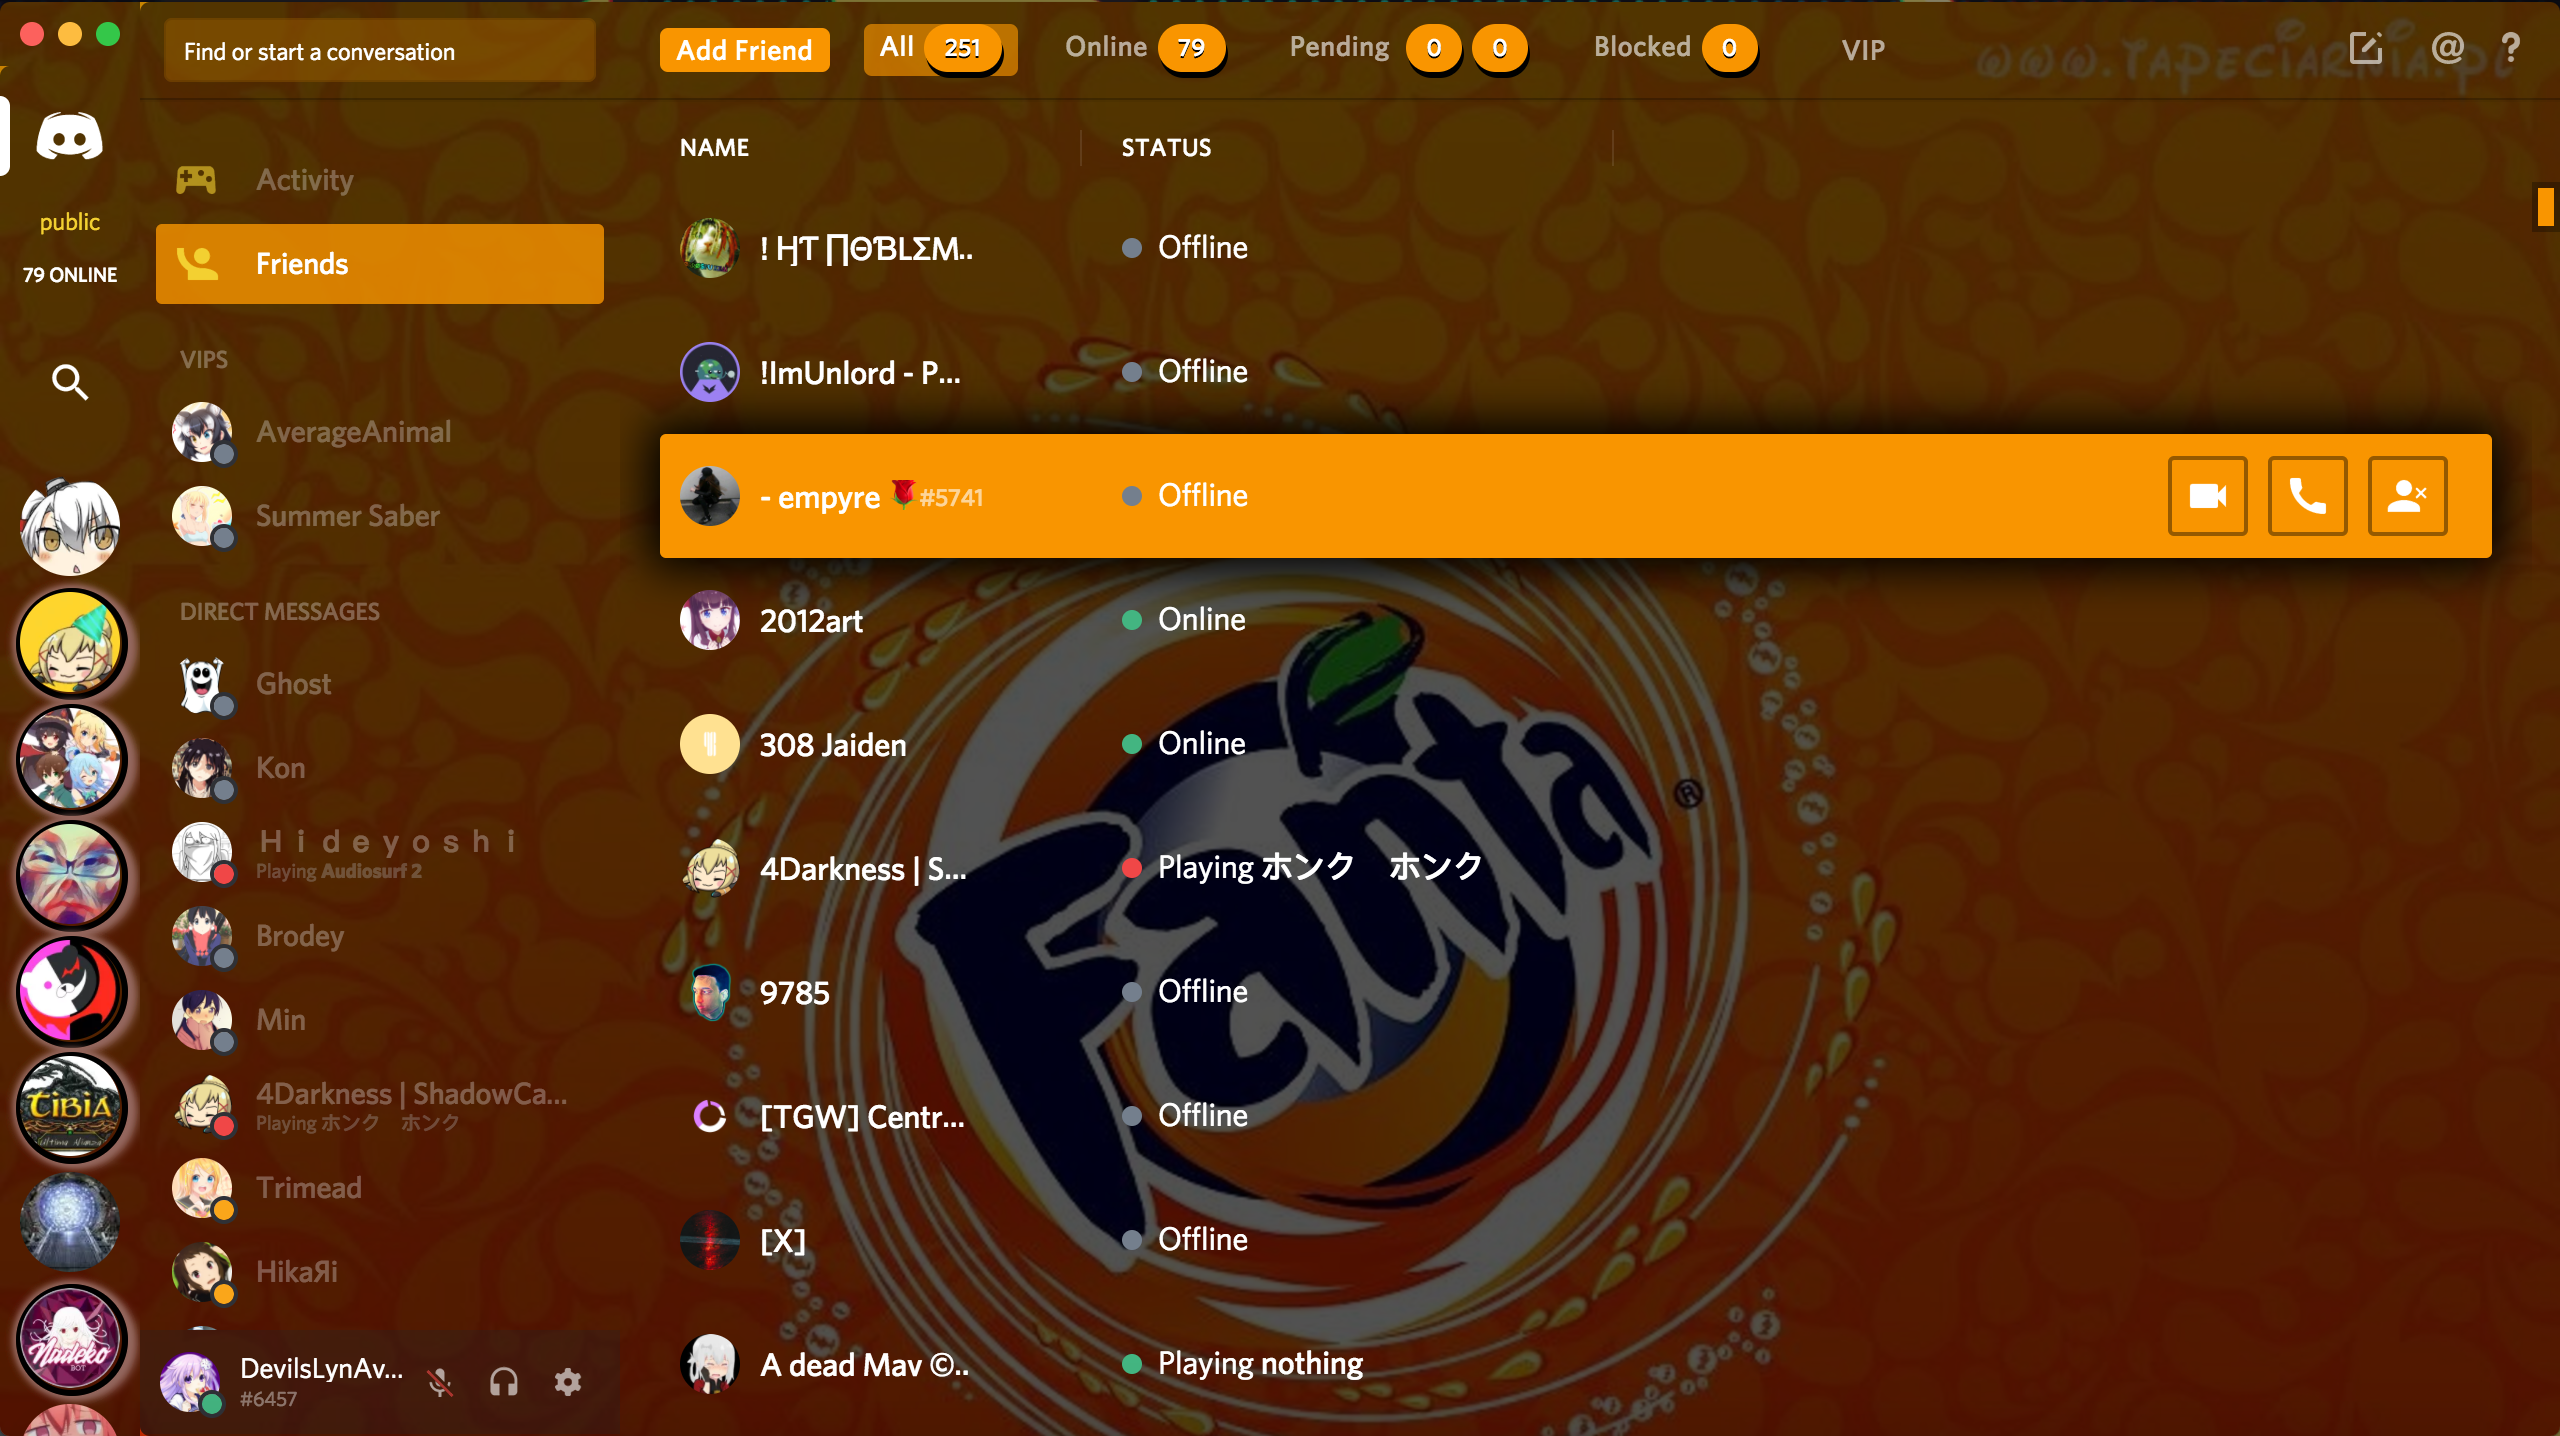 Find or start a conversation
Add Friend
All 251
Online 79
Pending 0 0
Blocked 0
VIP
www.TAPECIARNIA.PL
@
?
public
79 ONLINE
Activity
Friends
VIPS
AverageAnimal
Summer Saber
DIRECT MESSAGES
Ghost
Kon
Ｈｉｄｅｙｏｓｈｉ
Playing Audiosurf 2
Brodey
Min
4Darkness | ShadowCa...
Playing ホンク　ホンク
Trimead
HikaЯi
DevilsLynAv...
#6457
TIBIA
Ultima Alianza
Nadeko
BOT
NAME
STATUS
Offline
!ImUnlord - P...
Offline
- empyre 🌹#5741
Offline
2012art
Online
308 Jaiden
Online
4Darkness | S...
Playing ホンク　ホンク
9785
Offline
[TGW] Centr...
Offline
[X]
Offline
A dead Mav ©..
Playing nothing
Fanta
®